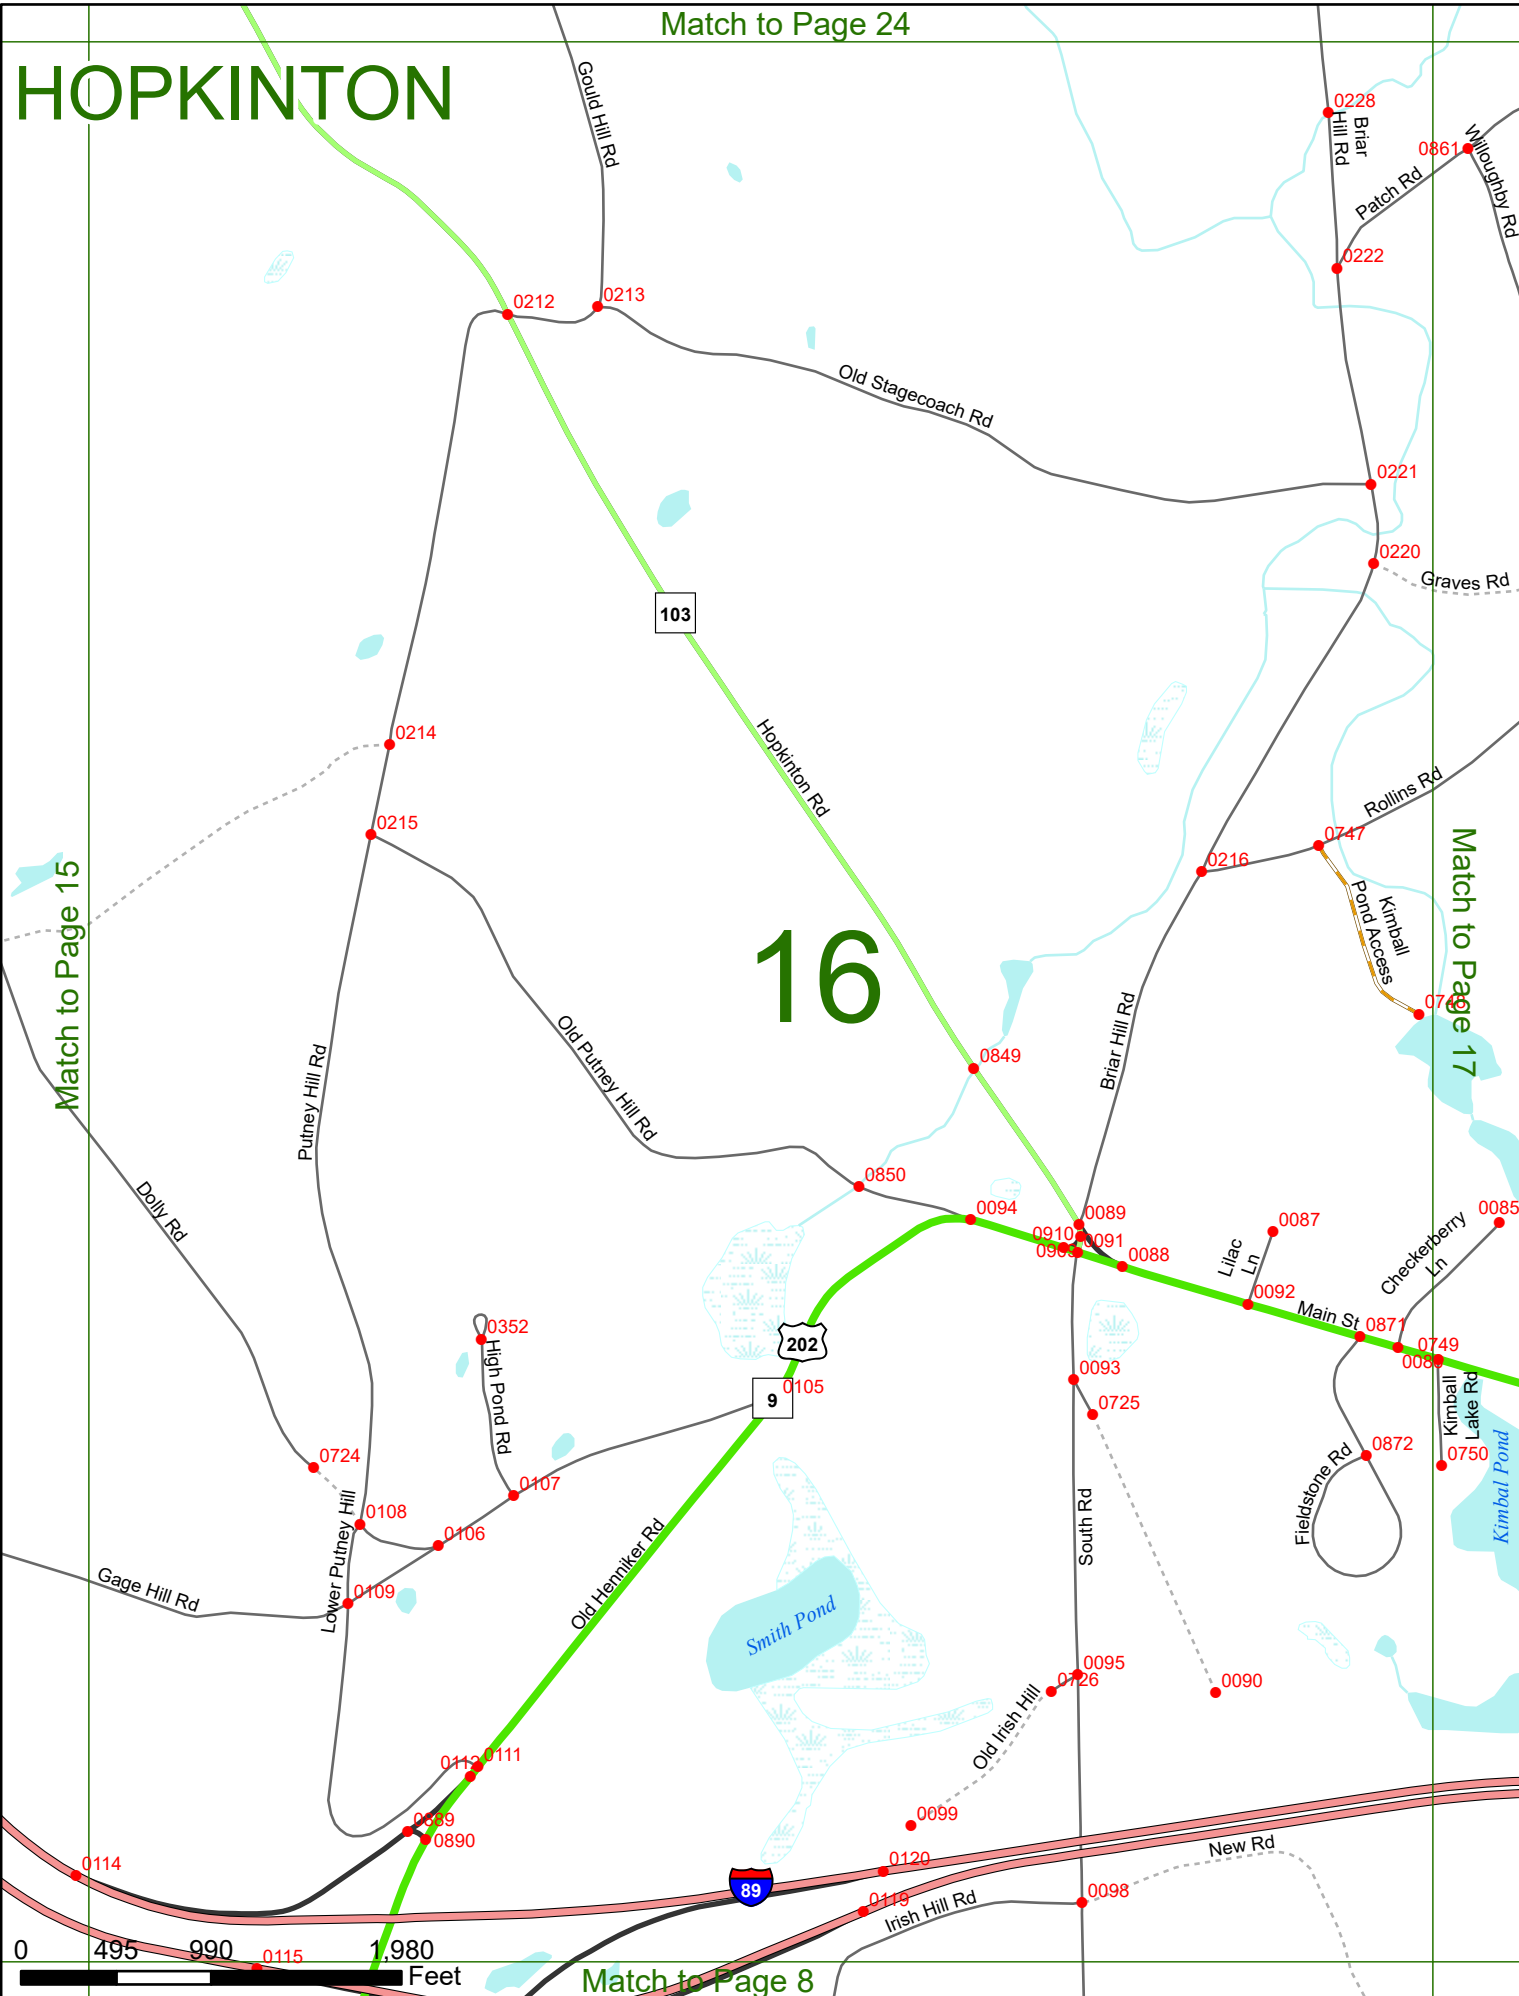 Match to Page 24
HOPKINTON
Gould Hill Rd
0228
Briar
Hill Rd
0861
Willoughby Rd
Patch Rd
0222
0212
0213
Old Stagecoach Rd
0221
0220
Graves Rd
103
0214
Hopkinton Rd
Rollins Rd
0215
0747
0216
Match to Page 15
Match to Page 17
Kimball
Pond Access
16
0748
Old Putney Hill Rd
Briar Hill Rd
Putney Hill Rd
0849
0850
Dolly Rd
0094
0089
0910
0091
0088
0087
0085
Lilac
Ln
Checkerberry
Ln
0092
Main St
0871
0749
0352
202
High Pond Rd
0105
9
0093
0725
Kimball
Lake Rd
0872
0750
Fieldstone Rd
Kimbal Pond
0724
0107
0108
0106
Lower Putney Hill
South Rd
Old Henniker Rd
Gage Hill Rd
0109
Smith Pond
0095
0726
0090
Old Irish Hill
0111
0099
0889
0890
0114
0120
New Rd
89
0119
Irish Hill Rd
0098
0 495 990 1,980
Feet
0115
Match to Page 8